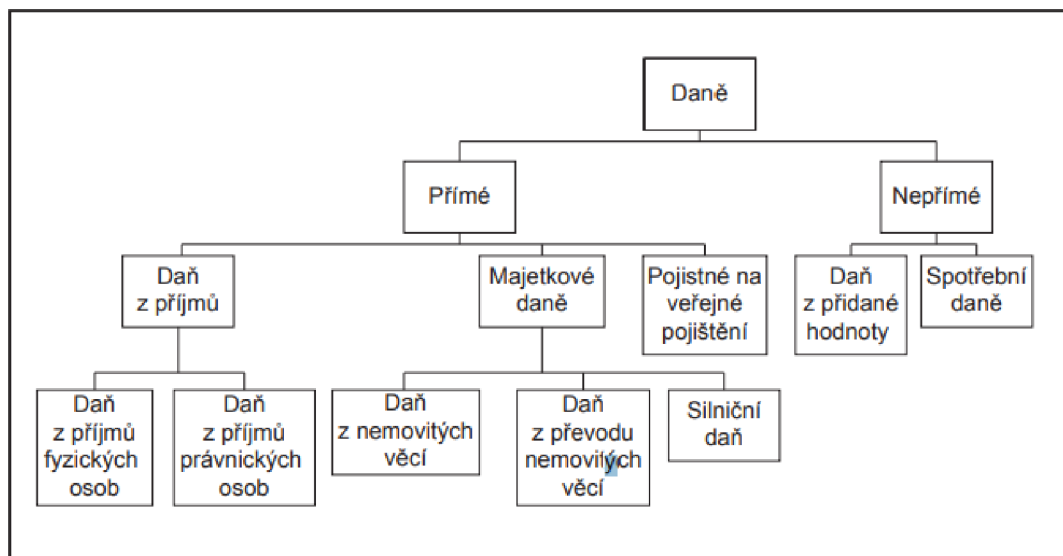 Daně
Přímé
Nepřímé
Daň
z příjmů
Majetkové
daně
Pojistné na
veřejné
pojištění
Daň
z přidané
hodnoty
Spotřební
daně
Daň
z příjmů
fyzických
osob
Daň
z příjmů
právnických
osob
Daň
z nemovitých
věcí
Daň
z převodu
nemovitých
věcí
Silniční
daň